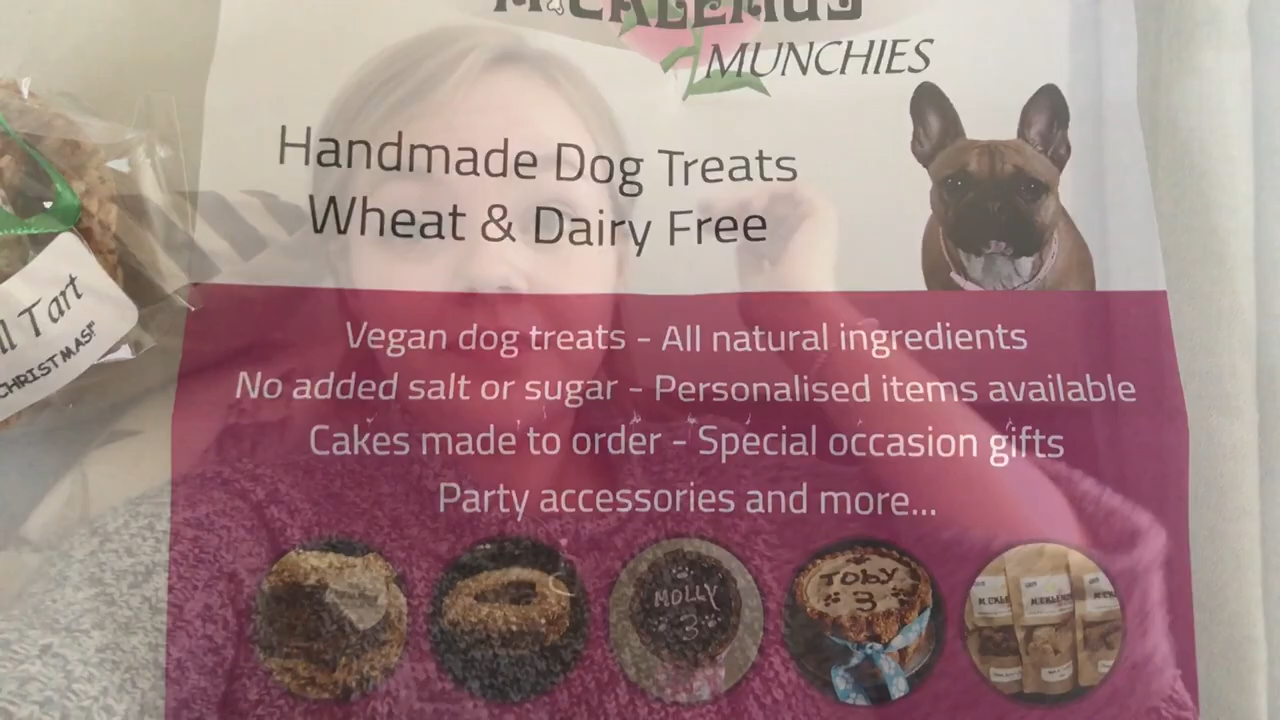 MUNCHIES
Handmade Dog Treats
Wheat & Dairy Free
Vegan dog treats - All natural ingredients
No added salt or sugar - Personalised items available
Cakes made to order - Special occasion gifts
Party accessories and more...
Tart
CHRISTMAS!"
MOLLY
3
TOBY
3